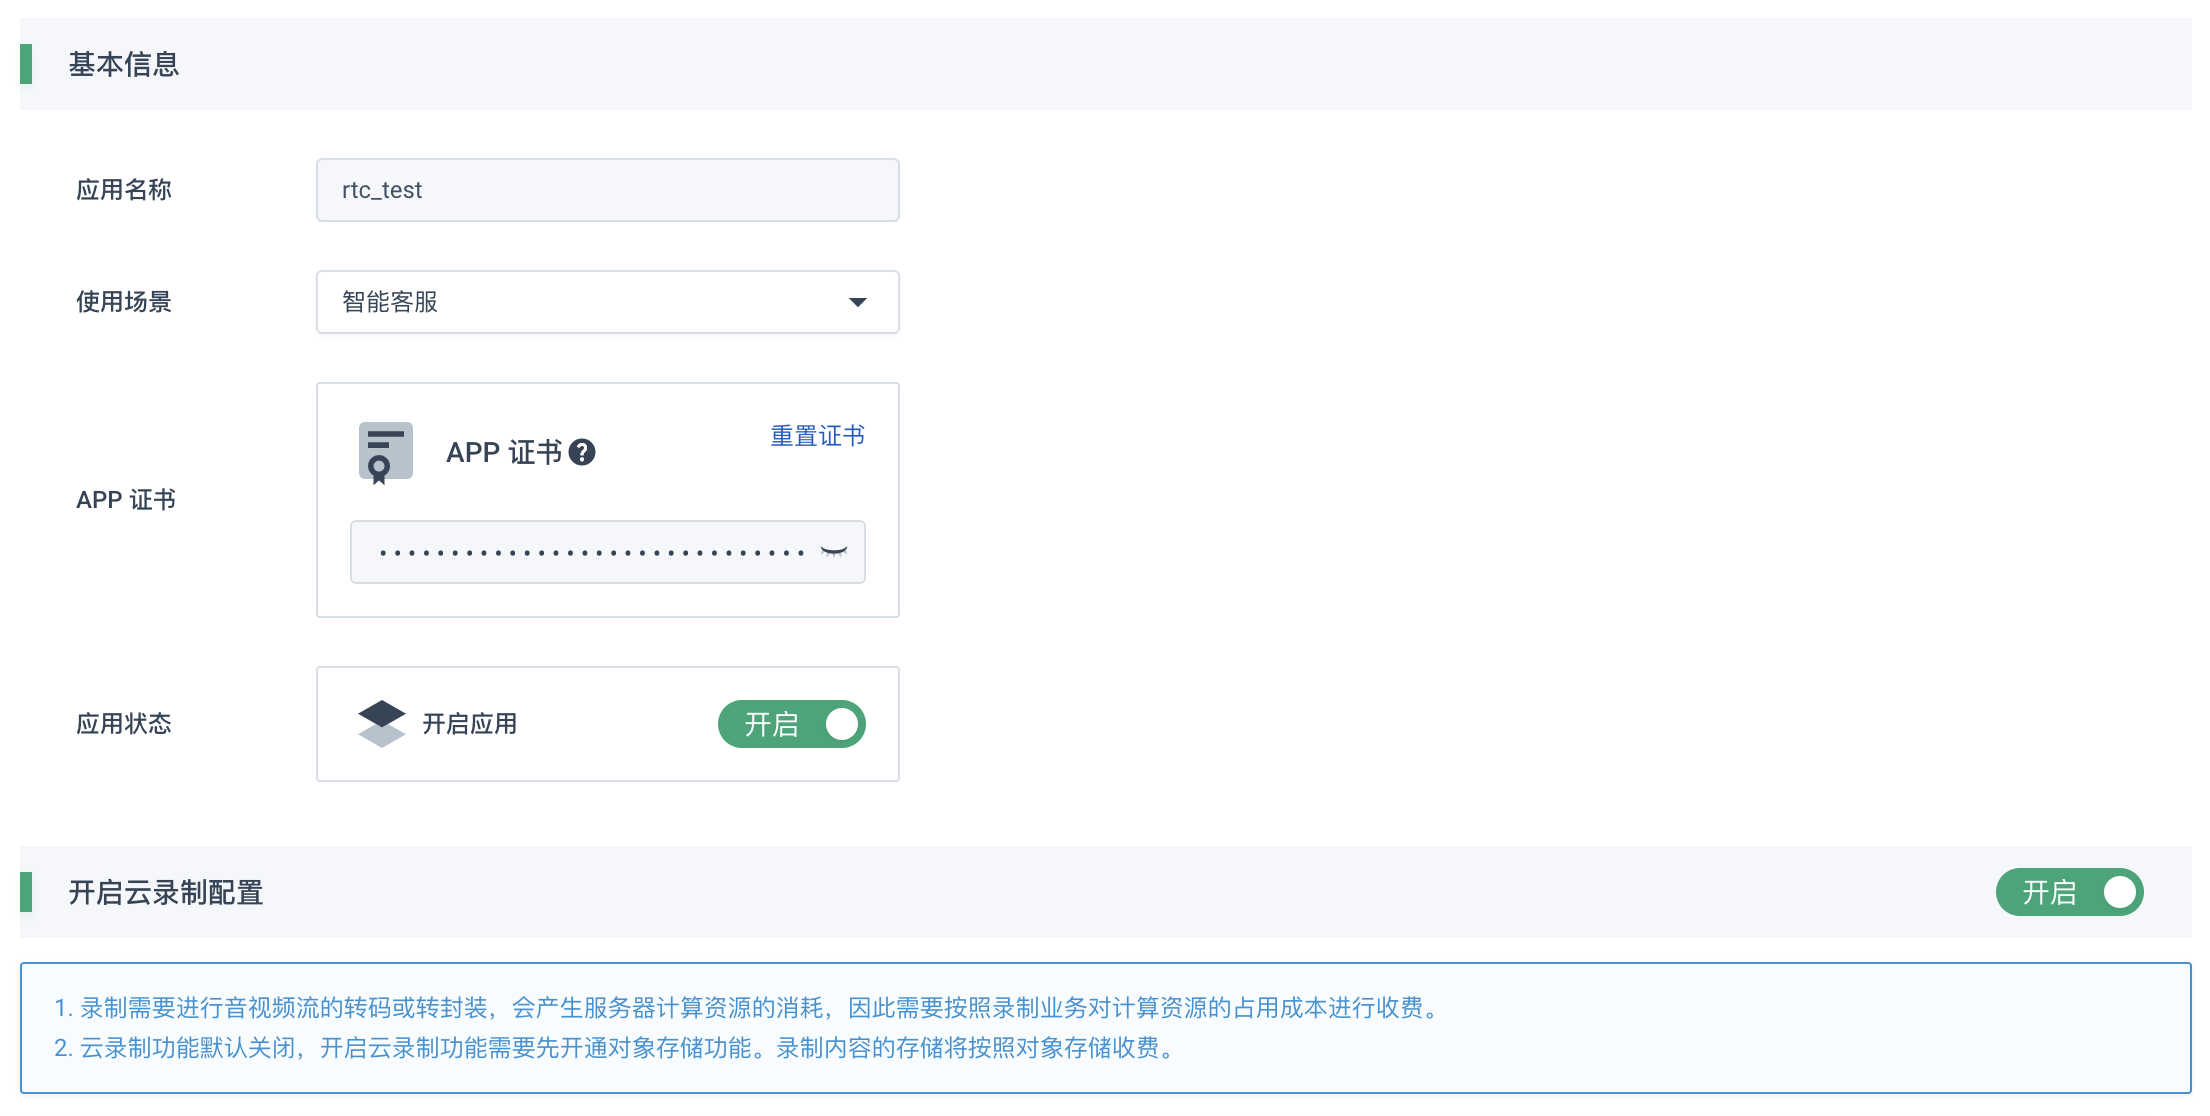 基本信息
应用名称
rtc_test
使用场景
智能客服
APP 证书
APP 证书
重置证书
应用状态
开启应用
开启
开启云录制配置
开启
1. 录制需要进行音视频流的转码或转封装，会产生服务器计算资源的消耗，因此需要按照录制业务对计算资源的占用成本进行收费。
2. 云录制功能默认关闭，开启云录制功能需要先开通对象存储功能。录制内容的存储将按照对象存储收费。